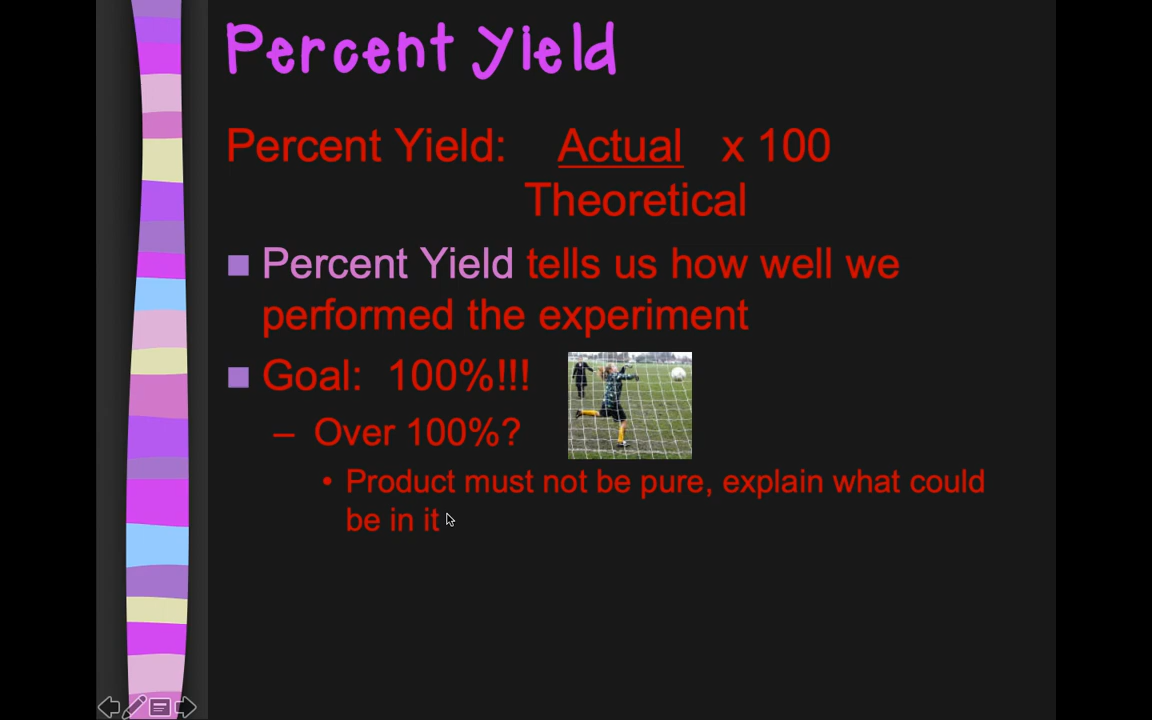 Percent Yield
Percent Yield: Actual x 100
Theoretical
■ Percent Yield tells us how well we
performed the experiment
■ Goal: 100%!!!
– Over 100%?
• Product must not be pure, explain what could
be in it